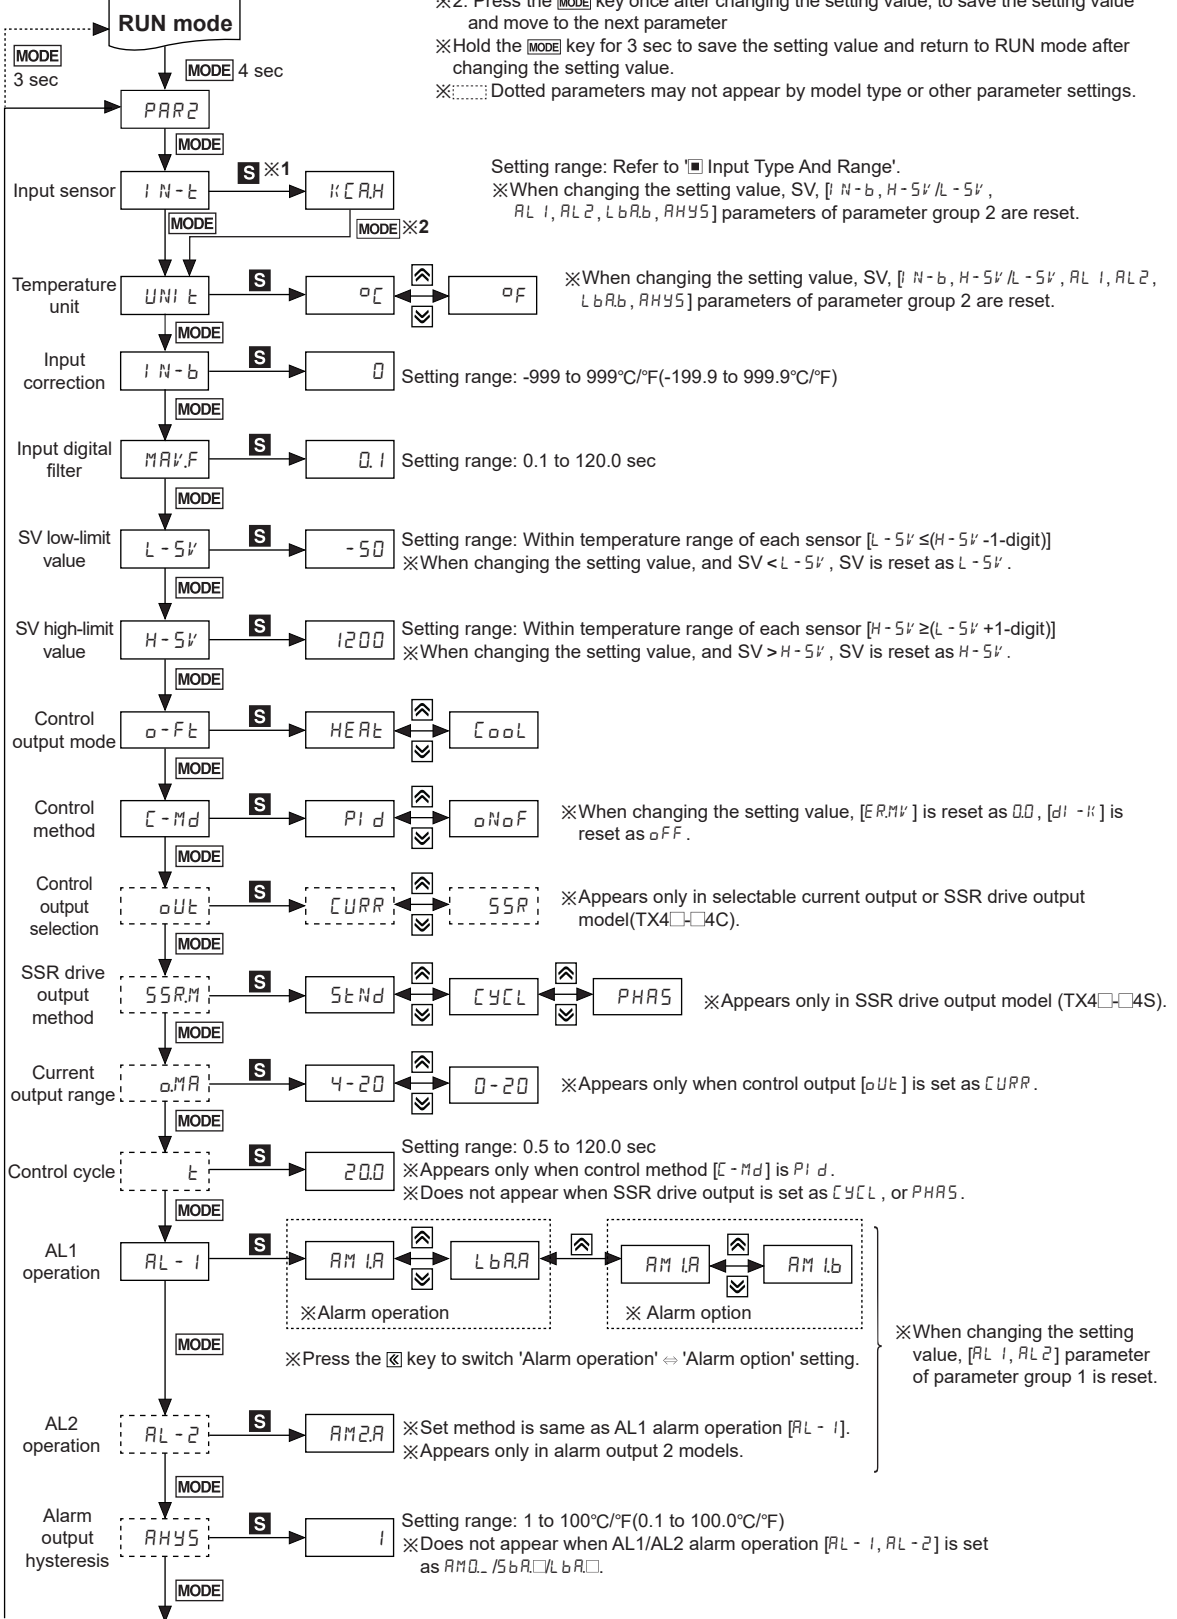 ※2: Press the MODE key once after changing the setting value, to save the setting value
and move to the next parameter
※Hold the MODE key for 3 sec to save the setting value and return to RUN mode after
changing the setting value.
※ Dotted parameters may not appear by model type or other parameter settings.
RUN mode
MODE
3 sec
MODE 4 sec
PAR2
MODE
Input sensor
IN-t
S ※1
KCA.H
Setting range: Refer to '▣ Input Type And Range'.
※When changing the setting value, SV, [IN-b, H-SV/L-SV,
AL1, AL2, LbA.b, AHYS] parameters of parameter group 2 are reset.
MODE
MODE ※2
Temperature
unit
UNIt
S
°C
°F
※When changing the setting value, SV, [IN-b, H-SV/L-SV, AL1, AL2,
LbA.b, AHYS] parameters of parameter group 2 are reset.
MODE
Input
correction
IN-b
S
0
Setting range: -999 to 999°C/°F(-199.9 to 999.9°C/°F)
MODE
Input digital
filter
MAV.F
S
0.1
Setting range: 0.1 to 120.0 sec
MODE
SV low-limit
value
L-SV
S
-50
Setting range: Within temperature range of each sensor [L-SV ≤(H-SV -1-digit)]
※When changing the setting value, and SV < L-SV, SV is reset as L-SV.
MODE
SV high-limit
value
H-SV
S
1200
Setting range: Within temperature range of each sensor [H-SV ≥(L-SV +1-digit)]
※When changing the setting value, and SV > H-SV, SV is reset as H-SV.
MODE
Control
output mode
o-Ft
S
HEAt
CooL
MODE
Control
method
C-Md
S
PId
oNoF
※When changing the setting value, [ER.MV] is reset as 0.0, [dI-K] is
reset as oFF.
MODE
Control
output
selection
oUt
S
CURR
SSR
※Appears only in selectable current output or SSR drive output
model(TX4□-□4C).
MODE
SSR drive
output
method
SSR.M
S
StNd
CYCL
PHAS
※Appears only in SSR drive output model (TX4□-□4S).
MODE
Current
output range
o.MA
S
4-20
0-20
※Appears only when control output [oUt] is set as CURR.
MODE
Control cycle
t
S
20.0
Setting range: 0.5 to 120.0 sec
※Appears only when control method [C-Md] is PId.
※Does not appear when SSR drive output is set as CYCL, or PHAS.
MODE
AL1
operation
AL-1
S
AM1.A
LbA.A
※Alarm operation
AM1.A
AM1.b
※ Alarm option
MODE
※Press the « key to switch 'Alarm operation' ⇔ 'Alarm option' setting.
※When changing the setting
value, [AL1, AL2] parameter
of parameter group 1 is reset.
AL2
operation
AL-2
S
AM2.A
※Set method is same as AL1 alarm operation [AL-1].
※Appears only in alarm output 2 models.
MODE
Alarm
output
hysteresis
AHYS
S
1
Setting range: 1 to 100°C/°F(0.1 to 100.0°C/°F)
※Does not appear when AL1/AL2 alarm operation [AL-1, AL-2] is set
as AM0._ /SbA.□/LbA.□.
MODE